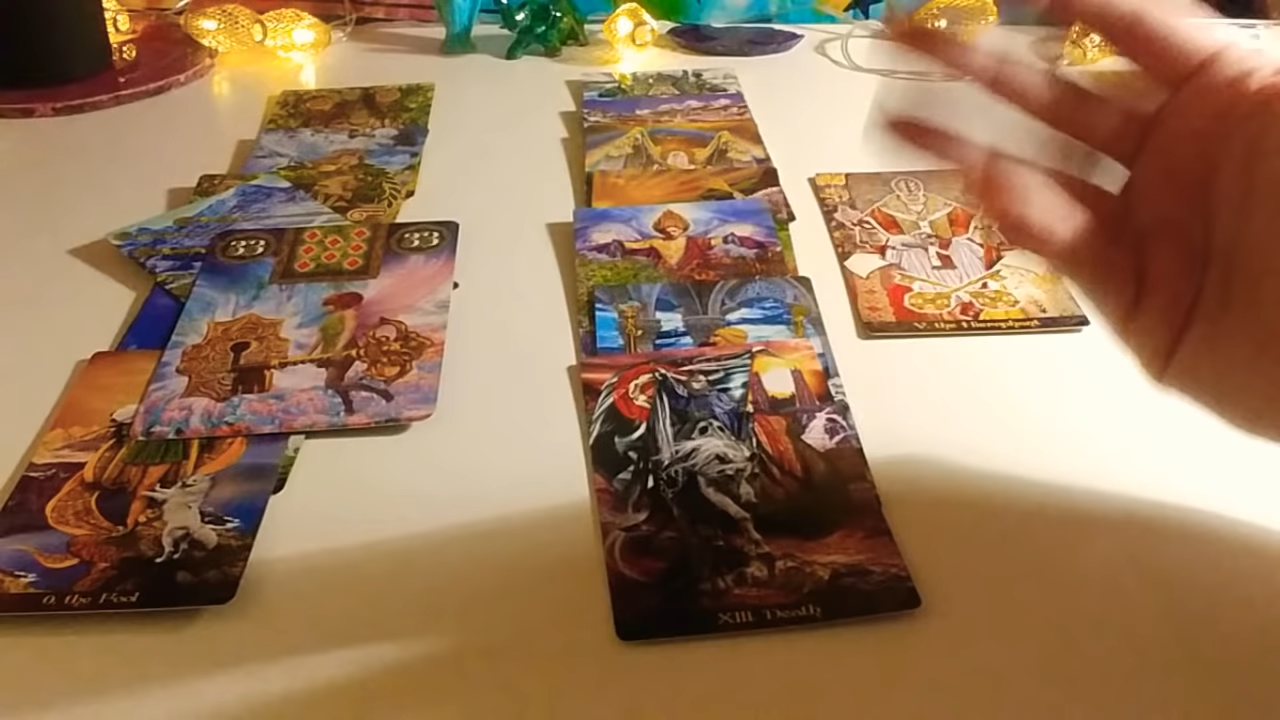 33 33
V. the Hierophant
0. the Fool
XIII. Death